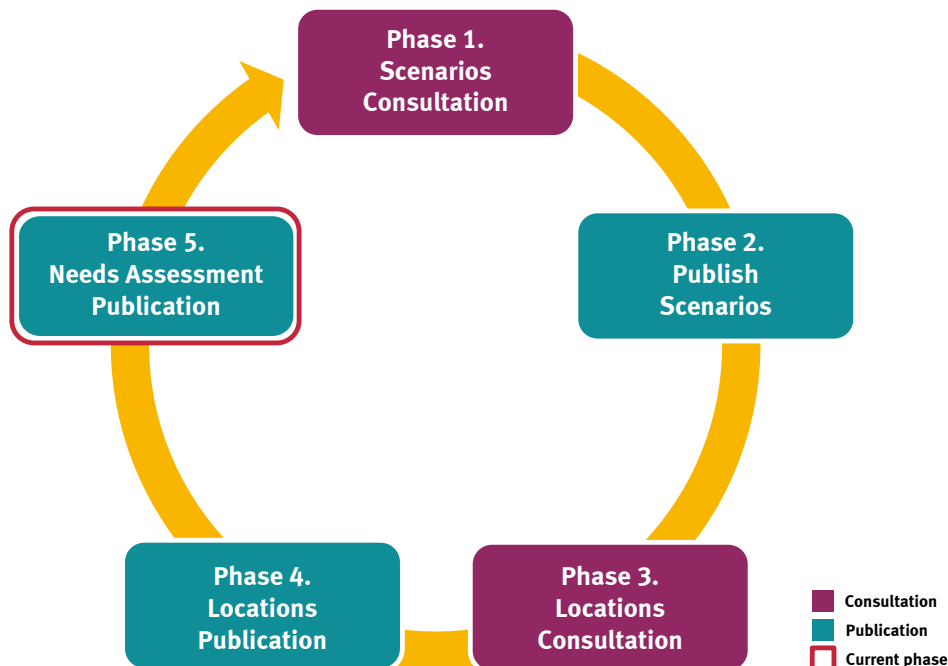 Phase 1.
Scenarios
Consultation
Phase 2.
Publish
Scenarios
Phase 3.
Locations
Consultation
Phase 4.
Locations
Publication
Phase 5.
Needs Assessment
Publication
Consultation
Publication
Current phase